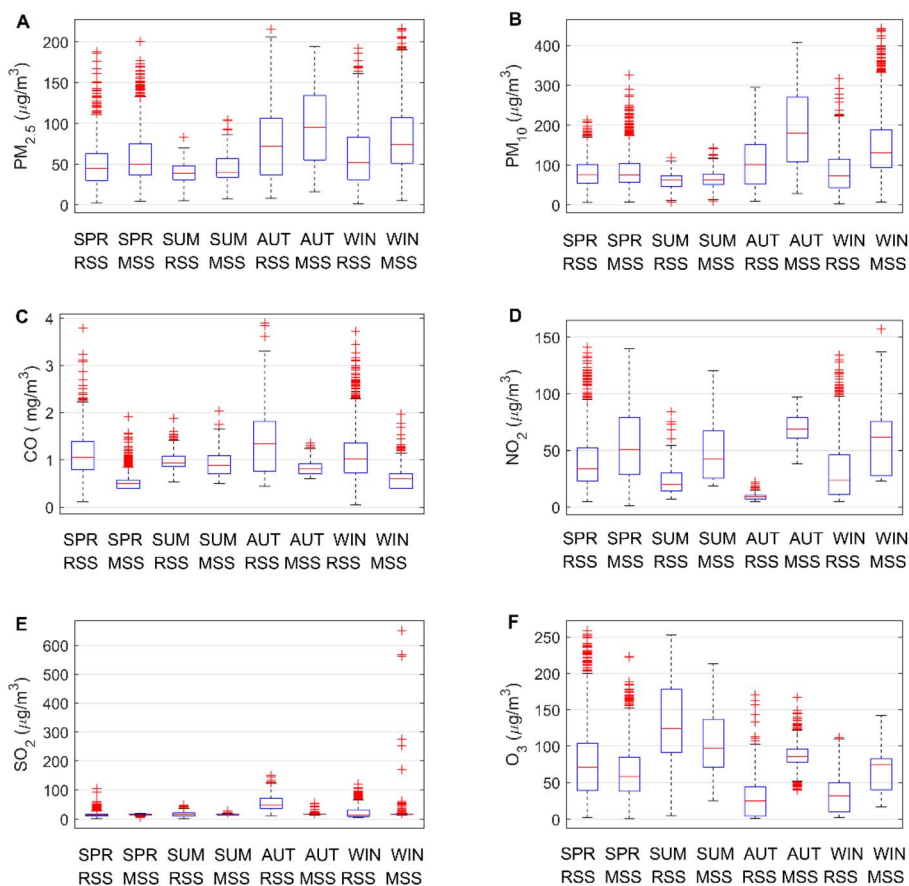 A
PM2.5 (μg/m3)
200
150
100
50
0
SPR SPR SUM SUM AUT AUT WIN WIN
RSS MSS RSS MSS RSS MSS RSS MSS
B
PM10 (μg/m3)
400
300
200
100
0
SPR SPR SUM SUM AUT AUT WIN WIN
RSS MSS RSS MSS RSS MSS RSS MSS
C
CO ( mg/m3)
4
3
2
1
0
SPR SPR SUM SUM AUT AUT WIN WIN
RSS MSS RSS MSS RSS MSS RSS MSS
D
NO2 (μg/m3)
150
100
50
0
SPR SPR SUM SUM AUT AUT WIN WIN
RSS MSS RSS MSS RSS MSS RSS MSS
E
SO2 (μg/m3)
600
500
400
300
200
100
0
SPR SPR SUM SUM AUT AUT WIN WIN
RSS MSS RSS MSS RSS MSS RSS MSS
F
O3 (μg/m3)
250
200
150
100
50
0
SPR SPR SUM SUM AUT AUT WIN WIN
RSS MSS RSS MSS RSS MSS RSS MSS